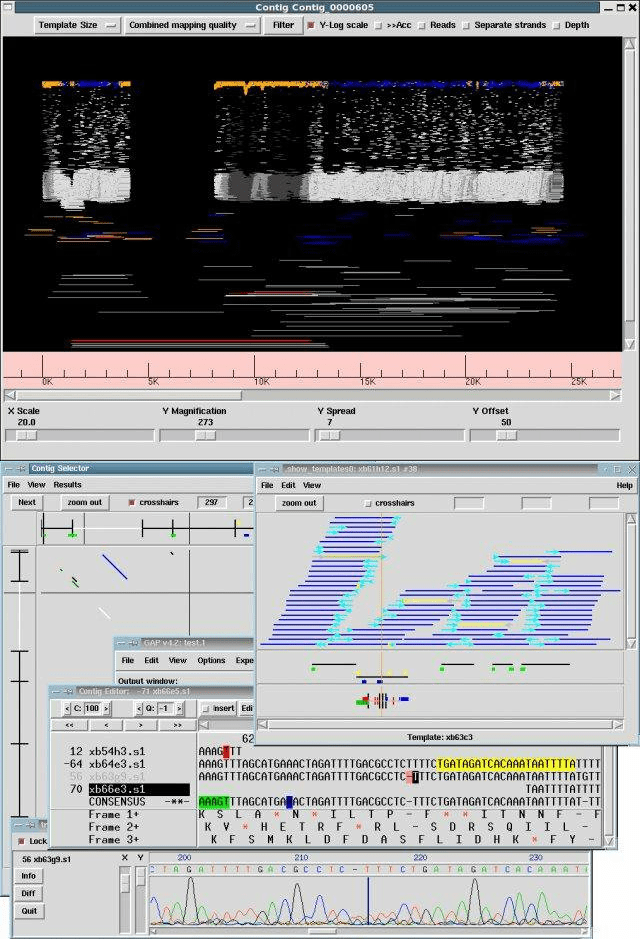 Contig Contig_0000605
Template Size Combined mapping quality Filter Y-Log scale >>Acc Reads Separate strands Depth
0K 5K 10K 15K 20K 25K
X Scale Y Magnification Y Spread Y Offset
20.0 273 7 50
Contig Selector
File View Results
Next zoom out crosshairs 297 2
.show_templates0: xb61h12.s1 #38
File Edit View Help
zoom out crosshairs
Template: xb63c3
GAP v4.2: test.1
File Edit View Options Expe
Output window:
Contig Editor: -71 xb66e5.s1
< C: 100 > < Q: -1 > insert Edi
<< < > >>
62
12 xb54h3.s1 AAAGTTT
-64 xb64e3.s1 AAAGTTTAGCATGAAACTAGATTTTGACGCCTCTTTTCTGATAGATCACAAATAATTTTATTTT
56 xb63g9.s1 AAAGTTTAGCATGAAACTAGATTTTGACGCCTC-TTTCTGATAGATCACAAATAATTTTATGTT
70 xb66e3.s1 TAATTTTATTTT
CONSENSUS -**- AAAGTTTAGCATGAAACTAGATTTTGACGCCTC-TTTCTGATAGATCACAAATAATTTTAT-TT
Frame 1+ K S L A * N * I L T P - F * * I T N N F - F
Frame 2+ K V * H E T R F * R L - S D R S Q I I L -
Frame 3+ K F S M K L D F D A S F L I D H K * F Y -
Lock
56 xb63g9.s1 X Y 200 210 220 230
Info
Diff
Quit
T A G A T T T T G A C G C C T C - T T T C T G A T A G A T C A C A A A T